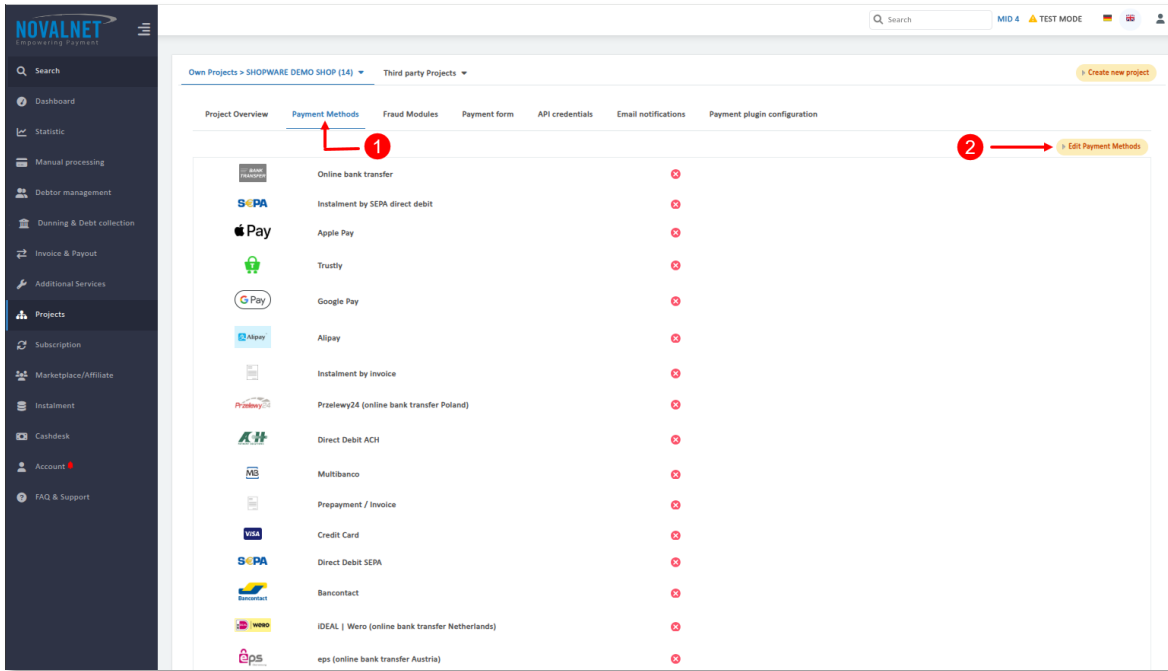 NOVALNET
Empowering Payment
Search
MID 4
TEST MODE
Search
Dashboard
Statistic
Manual processing
Debtor management
Dunning & Debt collection
Invoice & Payout
Additional Services
Projects
Subscription
Marketplace/Affiliate
Instalment
Cashdesk
Account
FAQ & Support
Own Projects > SHOPWARE DEMO SHOP (14)
Third party Projects
Create new project
Project Overview
Payment Methods
Fraud Modules
Payment form
API credentials
Email notifications
Payment plugin configuration
1
2
Edit Payment Methods
BANK TRANSFER
Online bank transfer
S€PA
Instalment by SEPA direct debit
Pay
Apple Pay
Trustly
G Pay
Google Pay
Alipay
Alipay
Instalment by invoice
Przelewy24
Przelewy24 (online bank transfer Poland)
ACH
Direct Debit ACH
MB
Multibanco
Prepayment / Invoice
VISA
Credit Card
S€PA
Direct Debit SEPA
Bancontact
Bancontact
wero
iDEAL | Wero (online bank transfer Netherlands)
eps
eps (online bank transfer Austria)